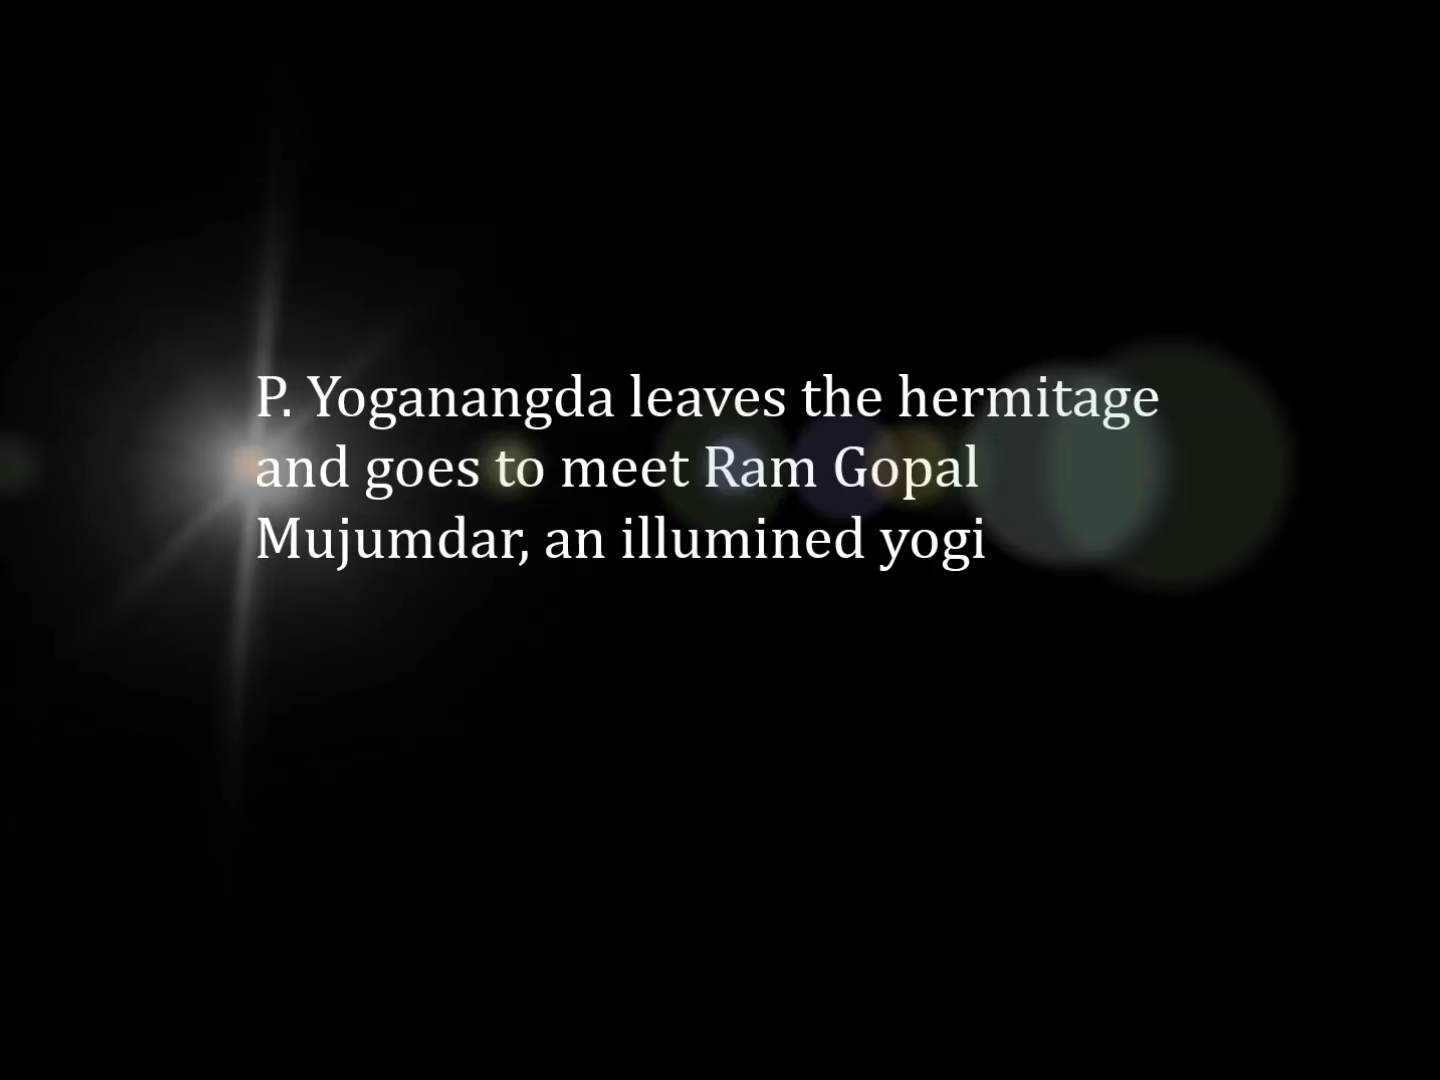 P. Yoganangda leaves the hermitage
and goes to meet Ram Gopal
Mujumdar, an illumined yogi